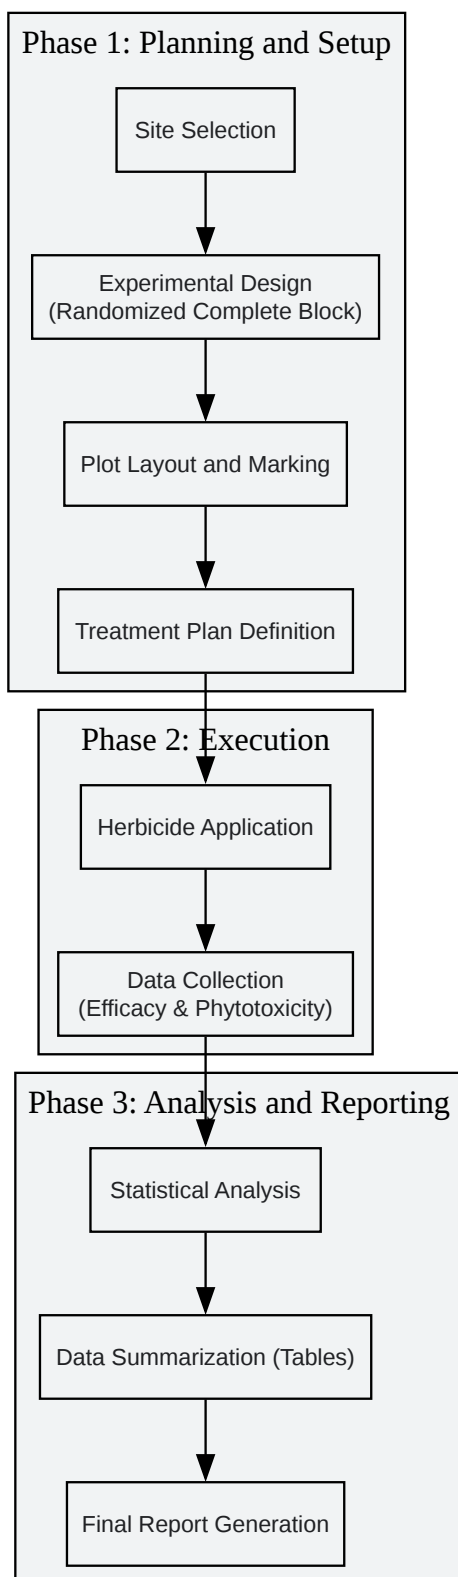 Phase 1: Planning and Setup
Site Selection
Experimental Design
(Randomized Complete Block)
Plot Layout and Marking
Treatment Plan Definition
Phase 2: Execution
Herbicide Application
Data Collection
(Efficacy & Phytotoxicity)
Phase 3: Analysis and Reporting
Statistical Analysis
Data Summarization (Tables)
Final Report Generation